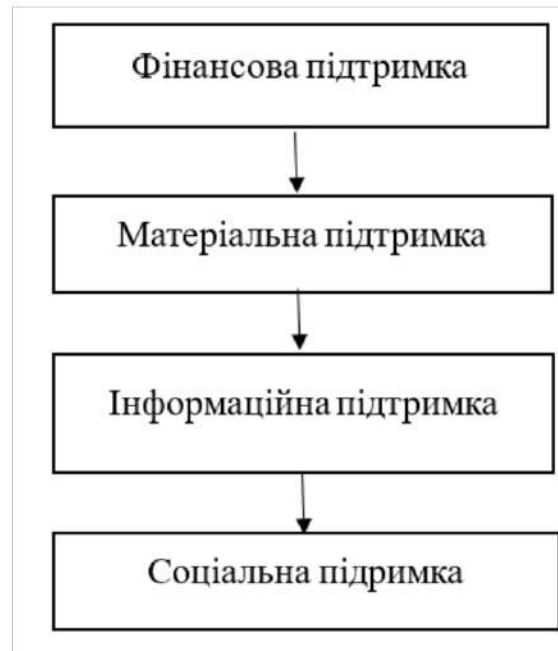 Фінансова підтримка
Матеріальна підтримка
Інформаційна підтримка
Соціальна підримка